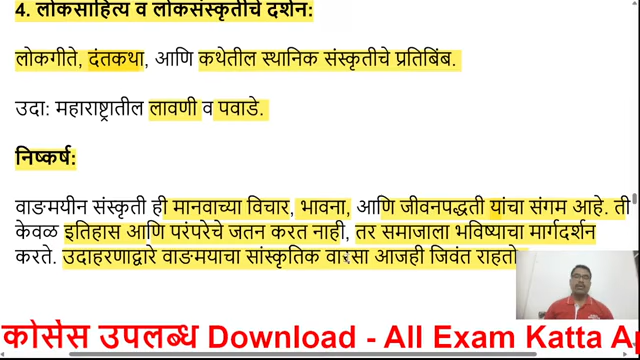 4. लोकसाहित्य व लोकसंस्कृतीचे दर्शन:
लोकगीते, दंतकथा, आणि कथेतील स्थानिक संस्कृतीचे प्रतिबिंब.
उदा: महाराष्ट्रातील लावणी व पवाडे.
निष्कर्ष:
वाङमयीन संस्कृती ही मानवाच्या विचार, भावना, आणि जीवनपद्धती यांचा संगम आहे. ती
केवळ इतिहास आणि परंपरेचे जतन करत नाही, तर समाजाला भविष्याचा मार्गदर्शन
करते. उदाहरणाद्वारे वाङमयाचा सांस्कृतिक वारसा आजही जिवंत राहतो
कोर्सेस उपलब्ध Download - All Exam Katta